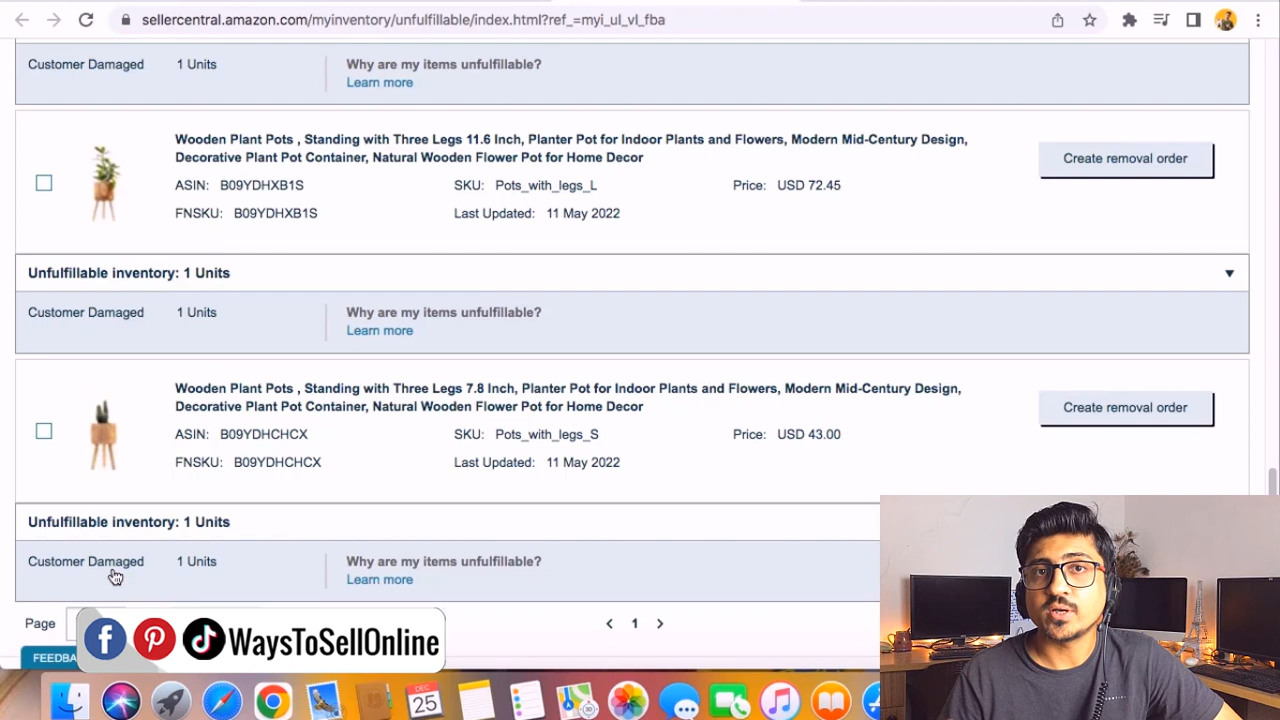 sellercentral.amazon.com/myinventory/unfulfillable/index.html?ref_=myi_ul_vl_fba
Customer Damaged 1 Units Why are my items unfulfillable?
Learn more
Wooden Plant Pots , Standing with Three Legs 11.6 Inch, Planter Pot for Indoor Plants and Flowers, Modern Mid-Century Design,
Decorative Plant Pot Container, Natural Wooden Flower Pot for Home Decor
Create removal order
ASIN: B09YDHXB1S SKU: Pots_with_legs_L Price: USD 72.45
FNSKU: B09YDHXB1S Last Updated: 11 May 2022
Unfulfillable inventory: 1 Units
Customer Damaged 1 Units Why are my items unfulfillable?
Learn more
Wooden Plant Pots , Standing with Three Legs 7.8 Inch, Planter Pot for Indoor Plants and Flowers, Modern Mid-Century Design,
Decorative Plant Pot Container, Natural Wooden Flower Pot for Home Decor
Create removal order
ASIN: B09YDHCHCX SKU: Pots_with_legs_S Price: USD 43.00
FNSKU: B09YDHCHCX Last Updated: 11 May 2022
Unfulfillable inventory: 1 Units
Customer Damaged 1 Units Why are my items unfulfillable?
Learn more
Page 1
WaysToSellOnline
FEEDBA
DEC
25